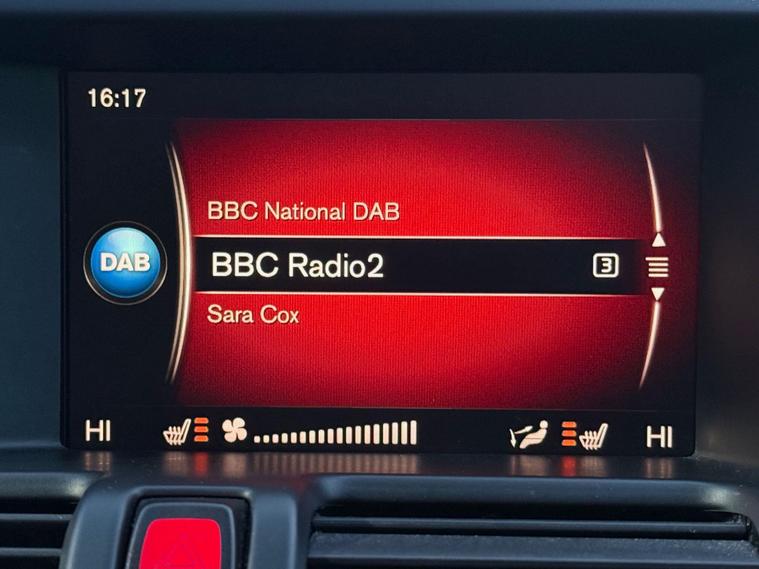 16:17
BBC National DAB
DAB
BBC Radio2 3
Sara Cox
HI HI